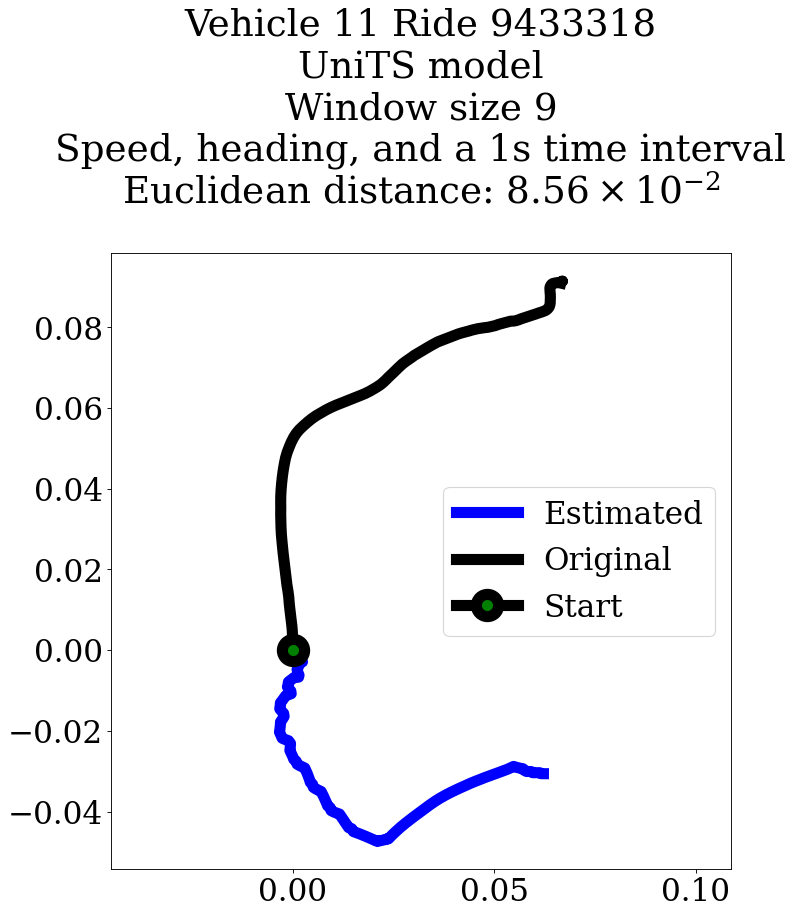 Vehicle 11 Ride 9433318
UniTS model
Window size 9
Speed, heading, and a 1s time interval
Euclidean distance: 8.56 × 10⁻²
0.08
0.06
0.04
0.02
0.00
−0.02
−0.04
Estimated
Original
Start
0.00 0.05 0.10